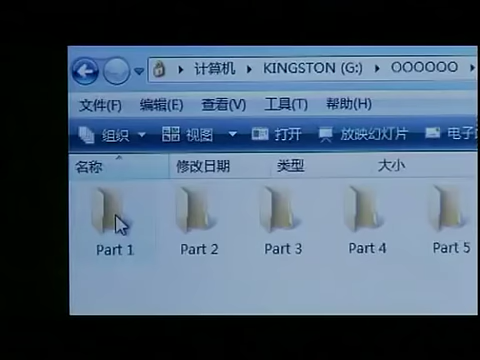 计算机 ▸ KINGSTON (G:) ▸ OOOOOO ▸
文件(F) 编辑(E) 查看(V) 工具(T) 帮助(H)
组织 视图 打开 放映幻灯片 电子
名称 修改日期 类型 大小
Part 1 Part 2 Part 3 Part 4 Part 5